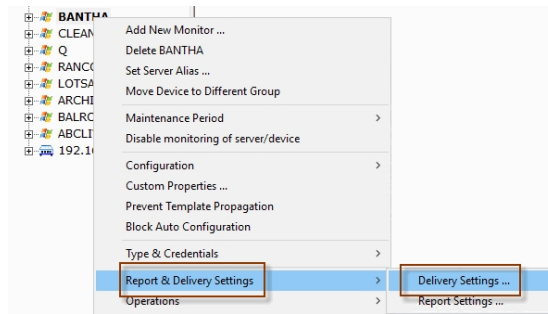 BANTHA
CLEAN
Q
RANCO
LOTSA
ARCHI
BALRO
ABCLI
192.16
Add New Monitor ...
Delete BANTHA
Set Server Alias ...
Move Device to Different Group
Maintenance Period
Disable monitoring of server/device
Configuration
Custom Properties ...
Prevent Template Propagation
Block Auto Configuration
Type & Credentials
Report & Delivery Settings
Operations
Delivery Settings ...
Report Settings ...